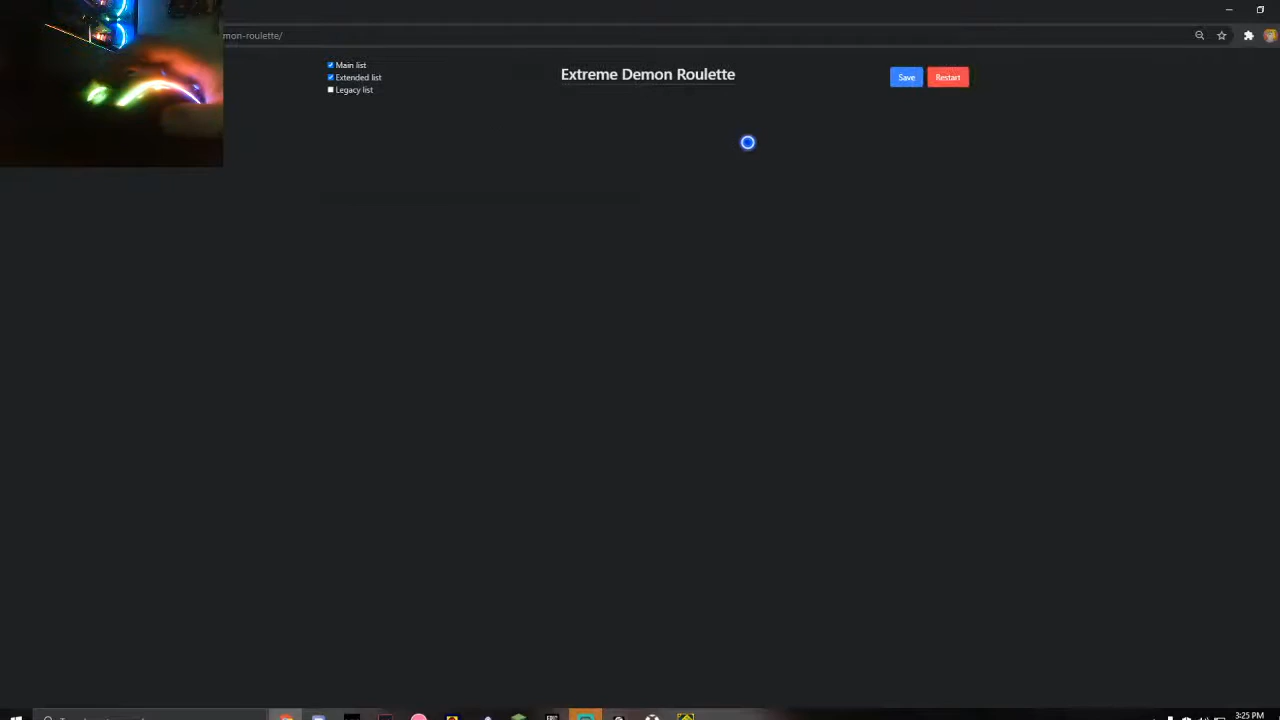 mon-roulette/
Main list
Extended list
Legacy list
Extreme Demon Roulette
Save
Restart
3:25 PM